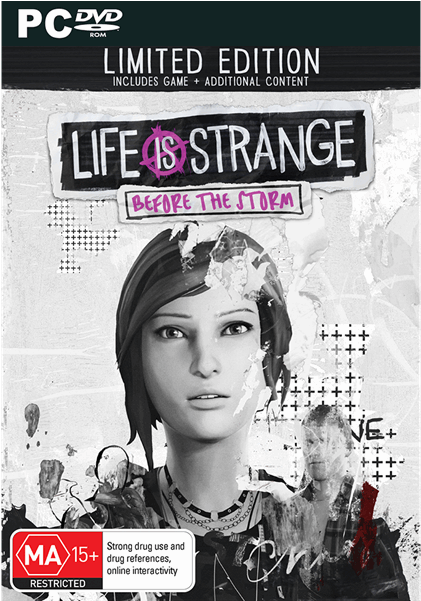 PC DVD
ROM
LIMITED EDITION
INCLUDES GAME + ADDITIONAL CONTENT
LIFE IS STRANGE
BEFORE THE STORM
MA 15+
RESTRICTED
Strong drug use and
drug references,
online interactivity